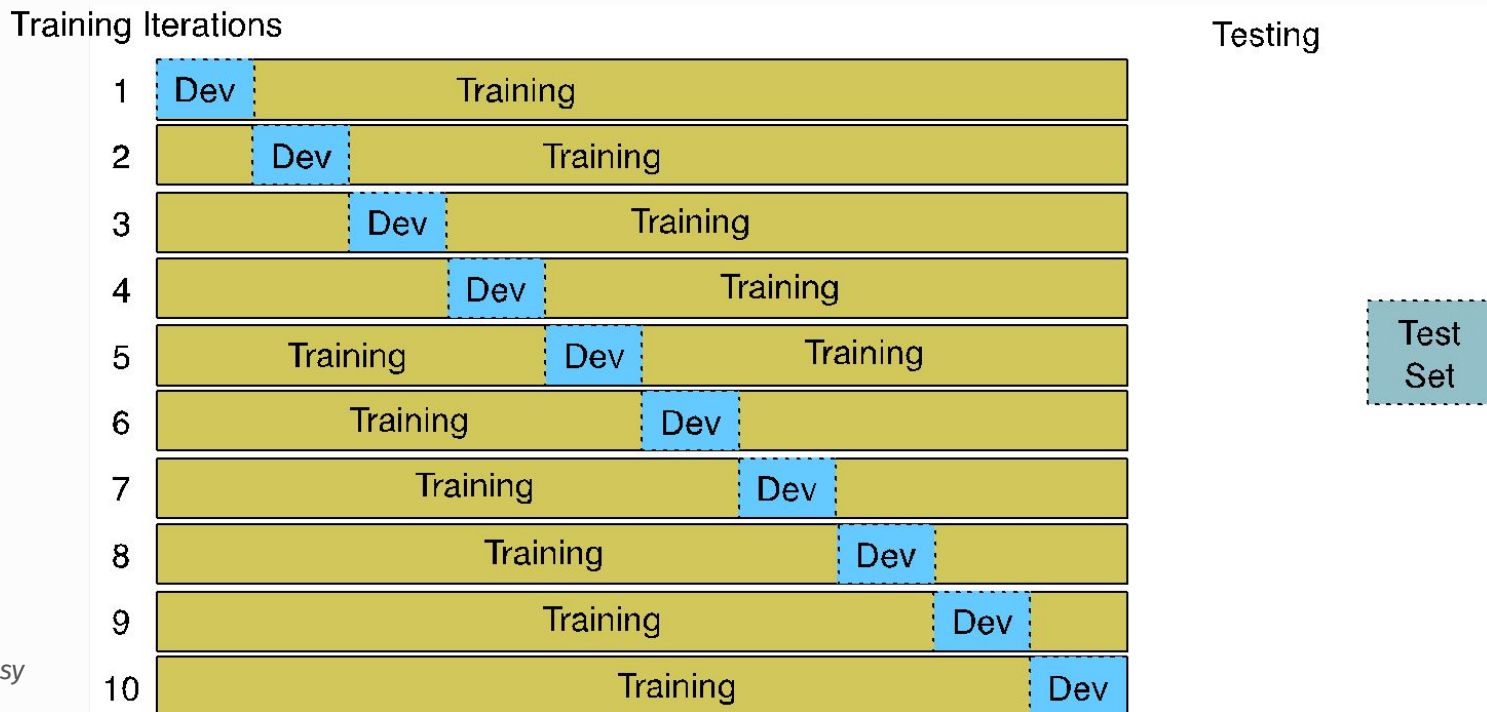 Training Iterations
Testing
1 Dev Training
2 Dev Training
3 Dev Training
4 Dev Training
5 Training Dev Training
6 Training Dev
7 Training Dev
8 Training Dev
9 Training Dev
10 Training Dev
Test
Set
sy